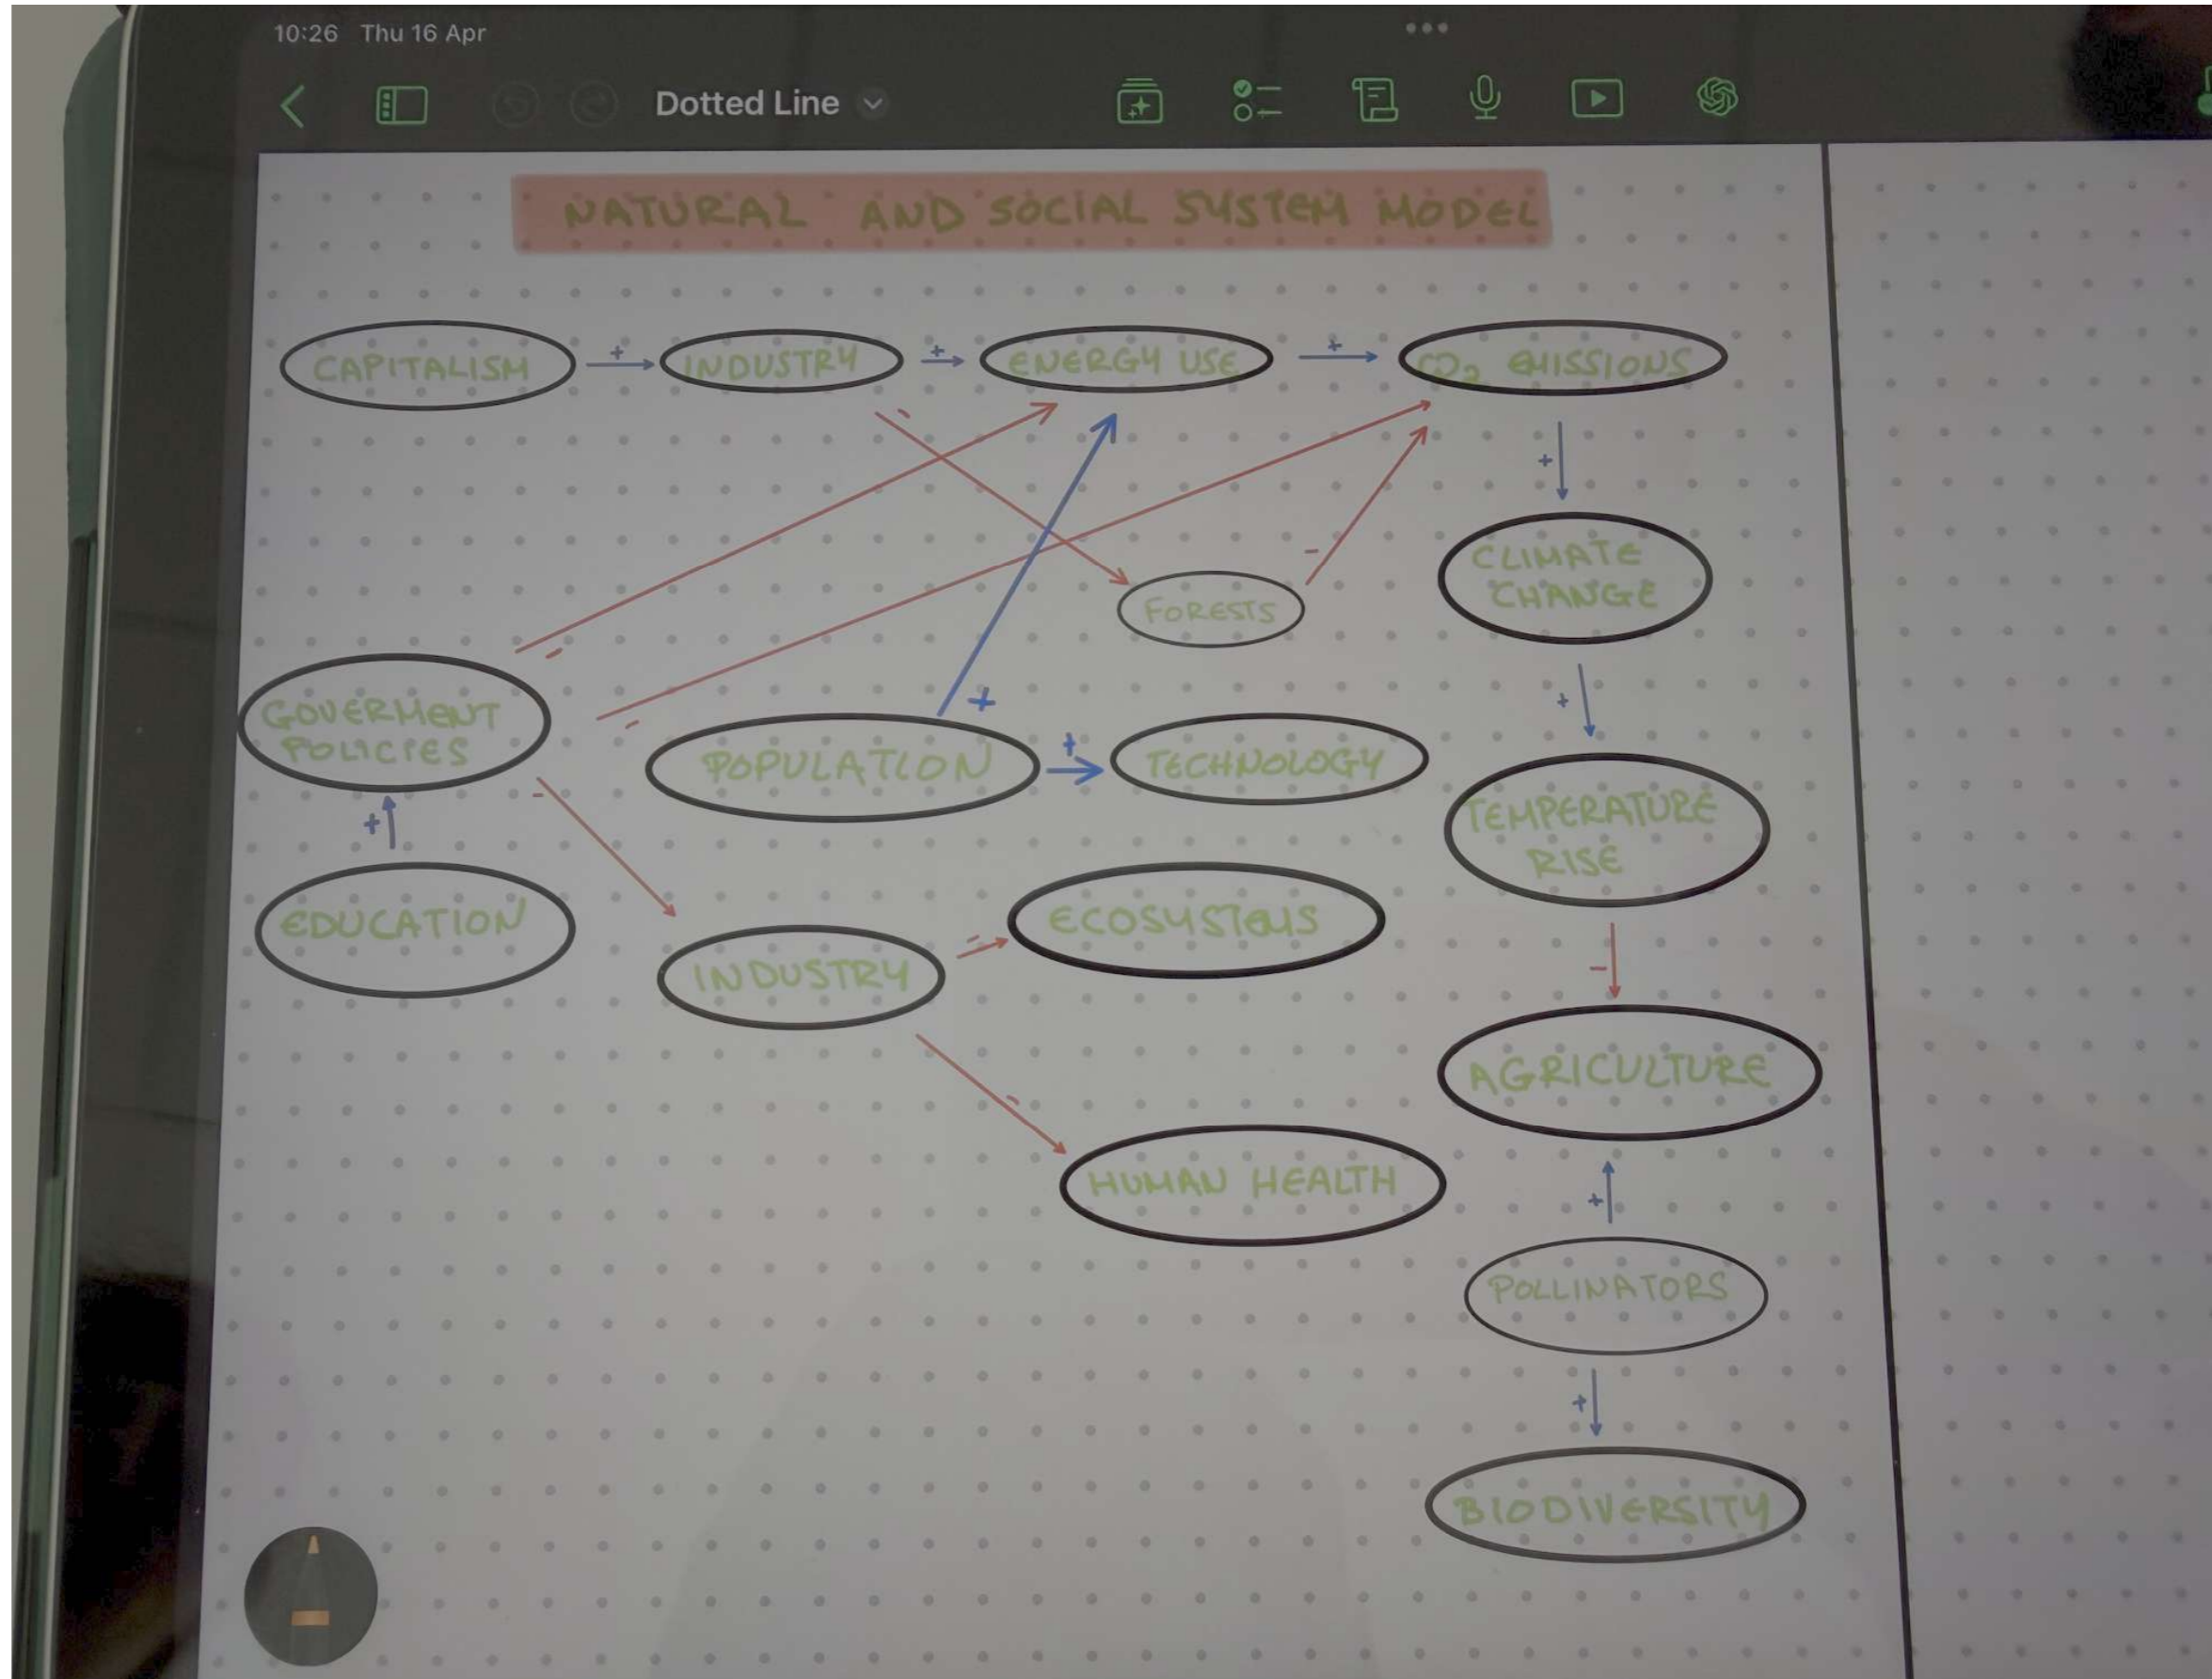 10:26 Thu 16 Apr
Dotted Line
NATURAL AND SOCIAL SYSTEM MODEL
CAPITALISM + INDUSTRY + ENERGY USE + CO2 EMISSIONS
-
+
-
CLIMATE
CHANGE
FORESTS
-
-
+
+
GOVERMENT
POLICIES
POPULATION + TECHNOLOGY
-
+
TEMPERATURE
RISE
EDUCATION
INDUSTRY - ECOSYSTEMS
-
AGRICULTURE
-
HUMAN HEALTH
+
POLLINATORS
+
BIODIVERSITY